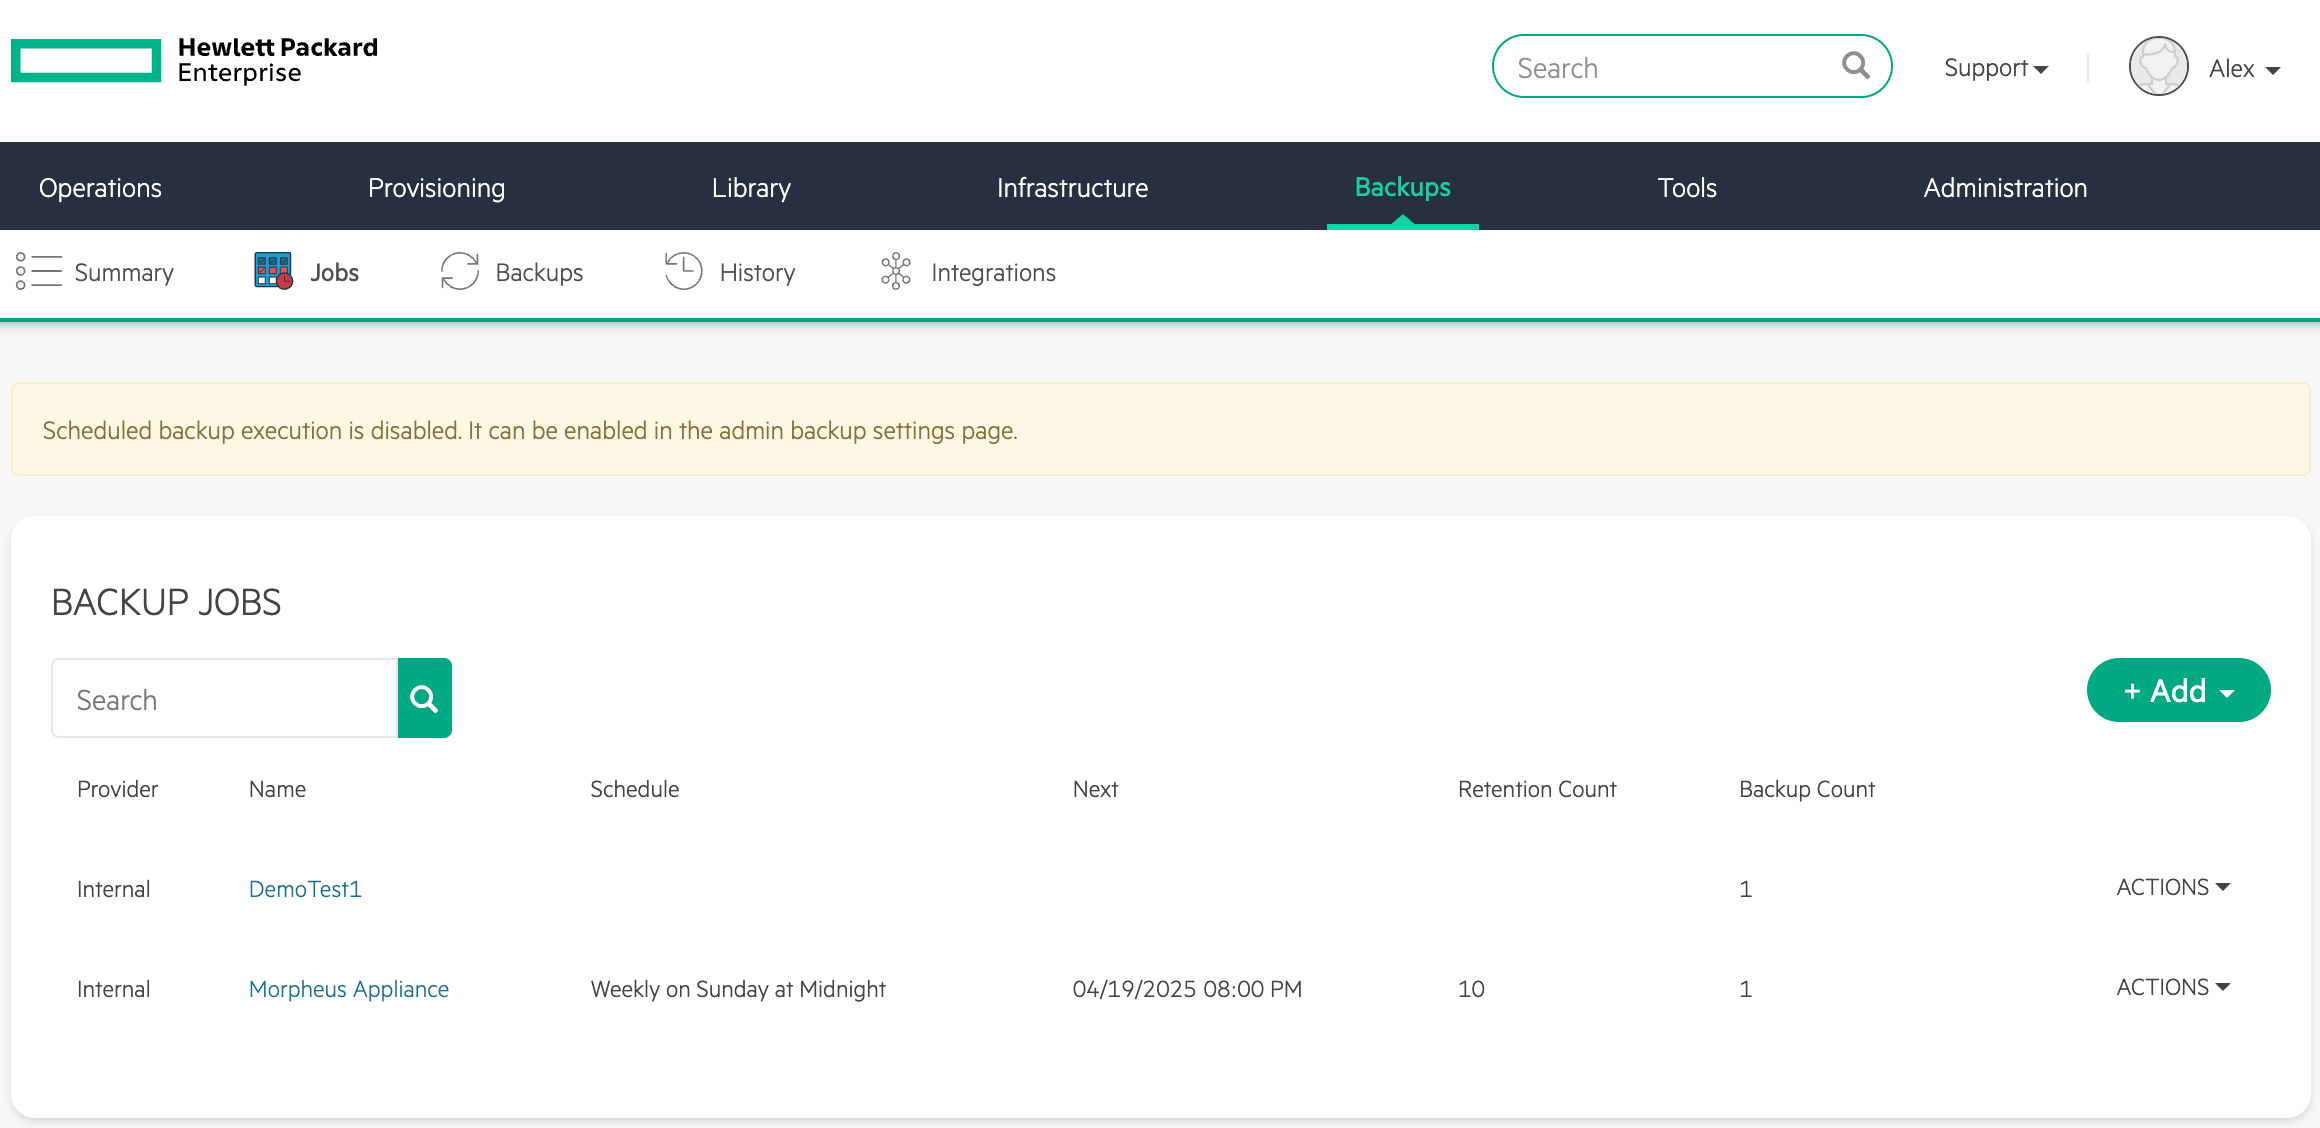 Hewlett Packard
Enterprise
Search
Support
Alex
Operations
Provisioning
Library
Infrastructure
Backups
Tools
Administration
Summary
Jobs
Backups
History
Integrations
Scheduled backup execution is disabled. It can be enabled in the admin backup settings page.
BACKUP JOBS
Search
+ Add
Provider Name Schedule Next Retention Count Backup Count
Internal DemoTest1 1 ACTIONS
Internal Morpheus Appliance Weekly on Sunday at Midnight 04/19/2025 08:00 PM 10 1 ACTIONS